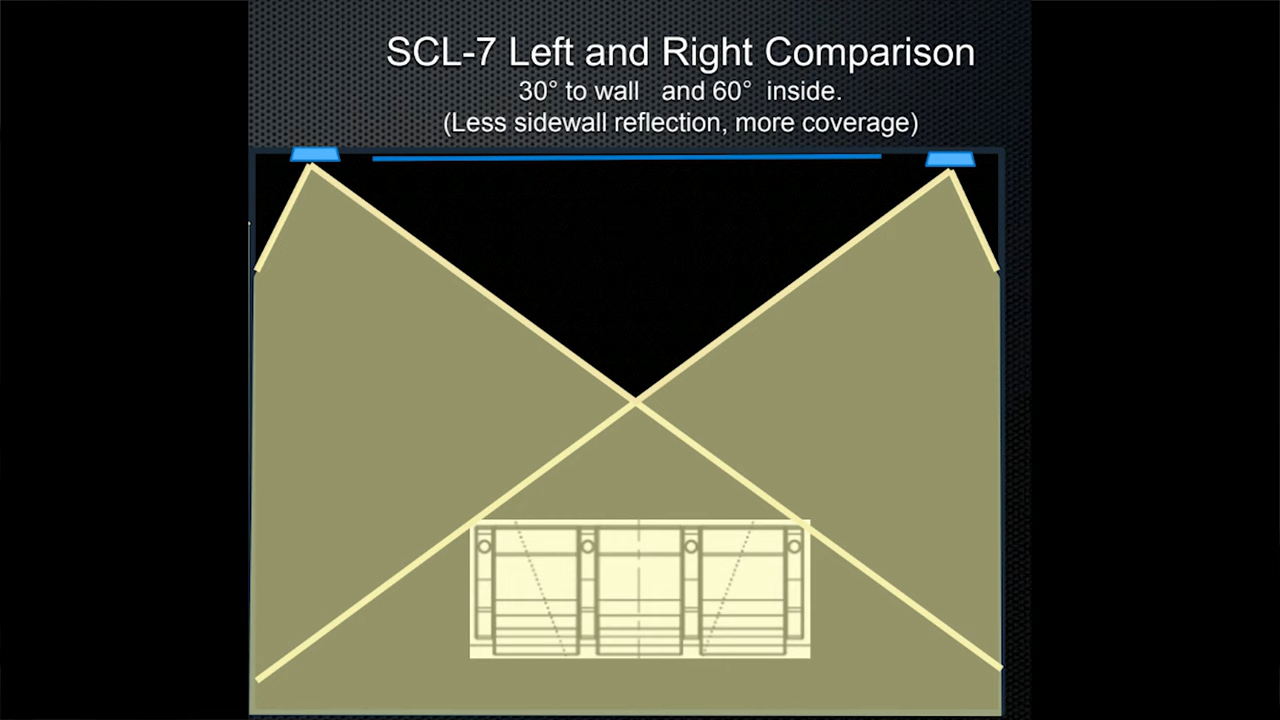 SCL-7 Left and Right Comparison
30° to wall and 60° inside.
(Less sidewall reflection, more coverage)